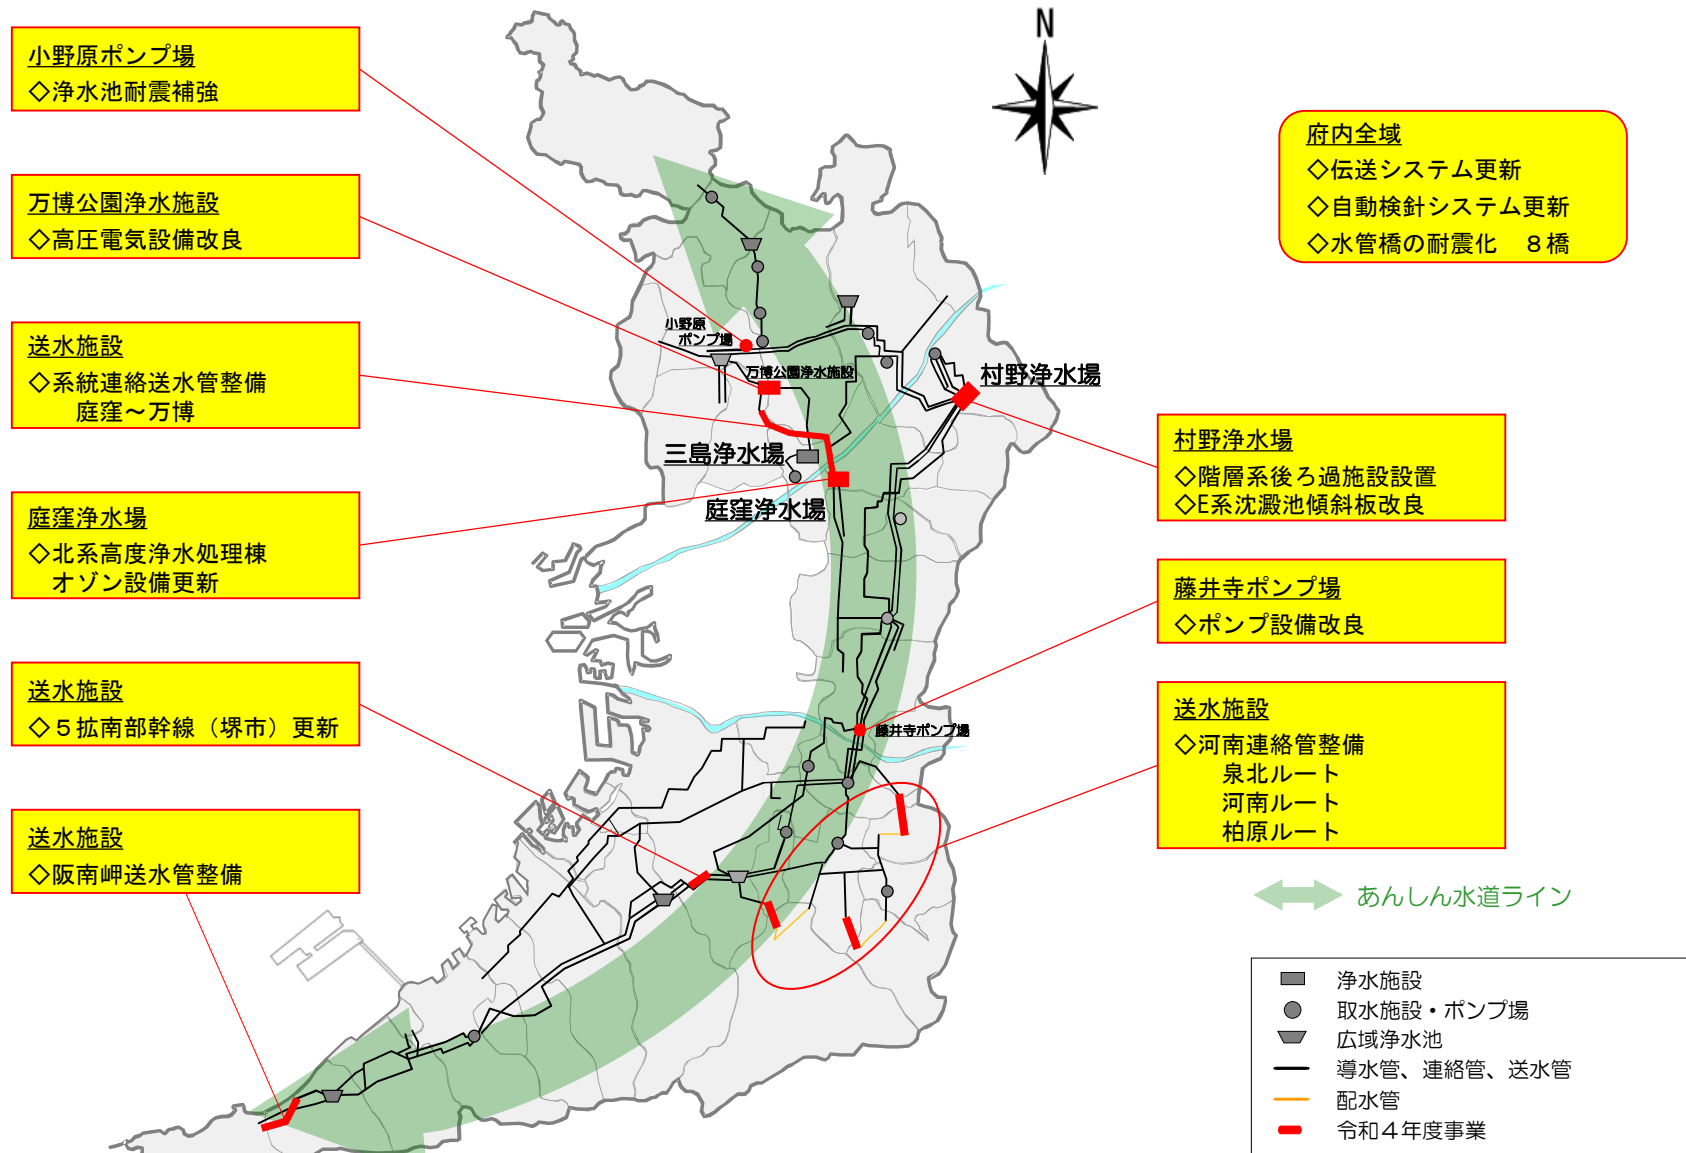 小野原ポンプ場
◇浄水池耐震補強
万博公園浄水施設
◇高圧電気設備改良
送水施設
◇系統連絡送水管整備
庭窪～万博
庭窪浄水場
◇北系高度浄水処理棟
オゾン設備更新
送水施設
◇５拡南部幹線（堺市）更新
送水施設
◇阪南岬送水管整備
N
小野原
ポンプ場
万博公園浄水施設
村野浄水場
三島浄水場
庭窪浄水場
藤井寺ポンプ場
府内全域
◇伝送システム更新
◇自動検針システム更新
◇水管橋の耐震化　８橋
村野浄水場
◇階層系後ろ過施設設置
◇E系沈澱池傾斜板改良
藤井寺ポンプ場
◇ポンプ設備改良
送水施設
◇河南連絡管整備
泉北ルート
河南ルート
柏原ルート
あんしん水道ライン
浄水施設
取水施設・ポンプ場
広域浄水池
導水管、連絡管、送水管
配水管
令和４年度事業